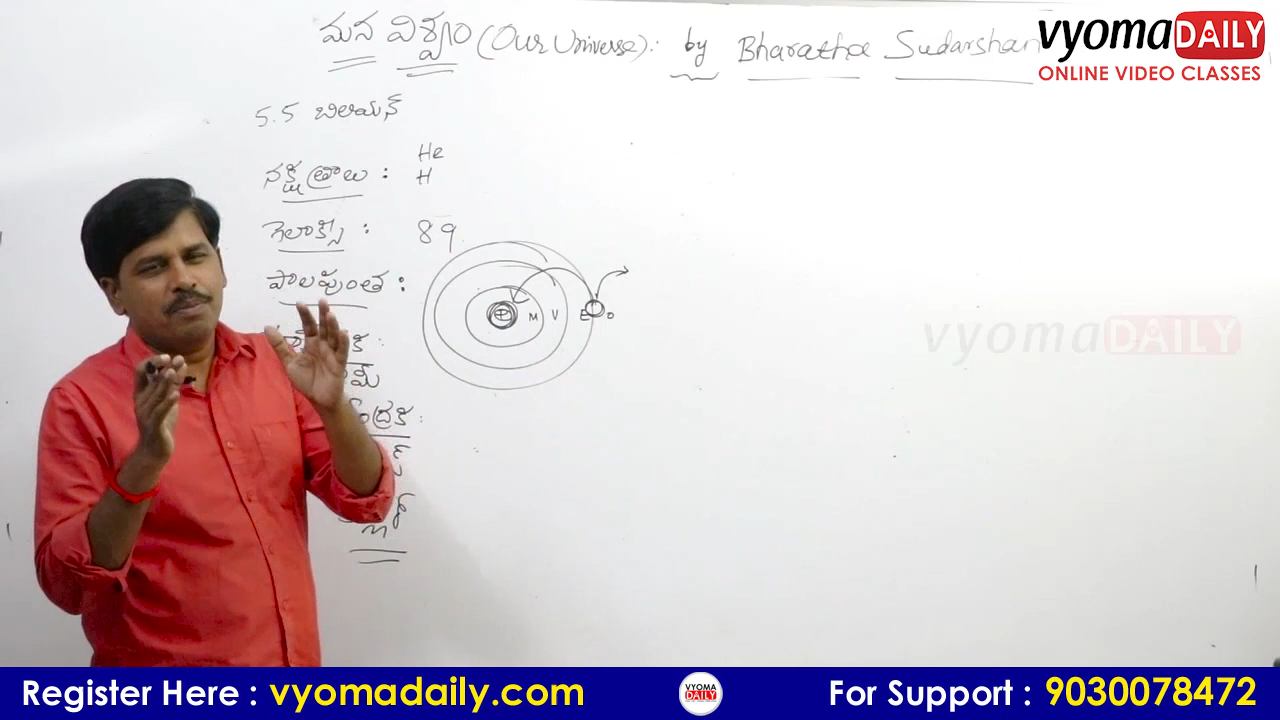 మన విశ్వం (Our Universe):- by Bharatha Sudarshan
vyomaDAILY
ONLINE VIDEO CLASSES
5.5 బిలియన్
He
నక్షత్రాలు : H
గెలాక్సీ : 89
పాలపుంత :
M V E
vyomaDAILY
Register Here : vyomadaily.com
VYOMA
DAILY
For Support : 9030078472